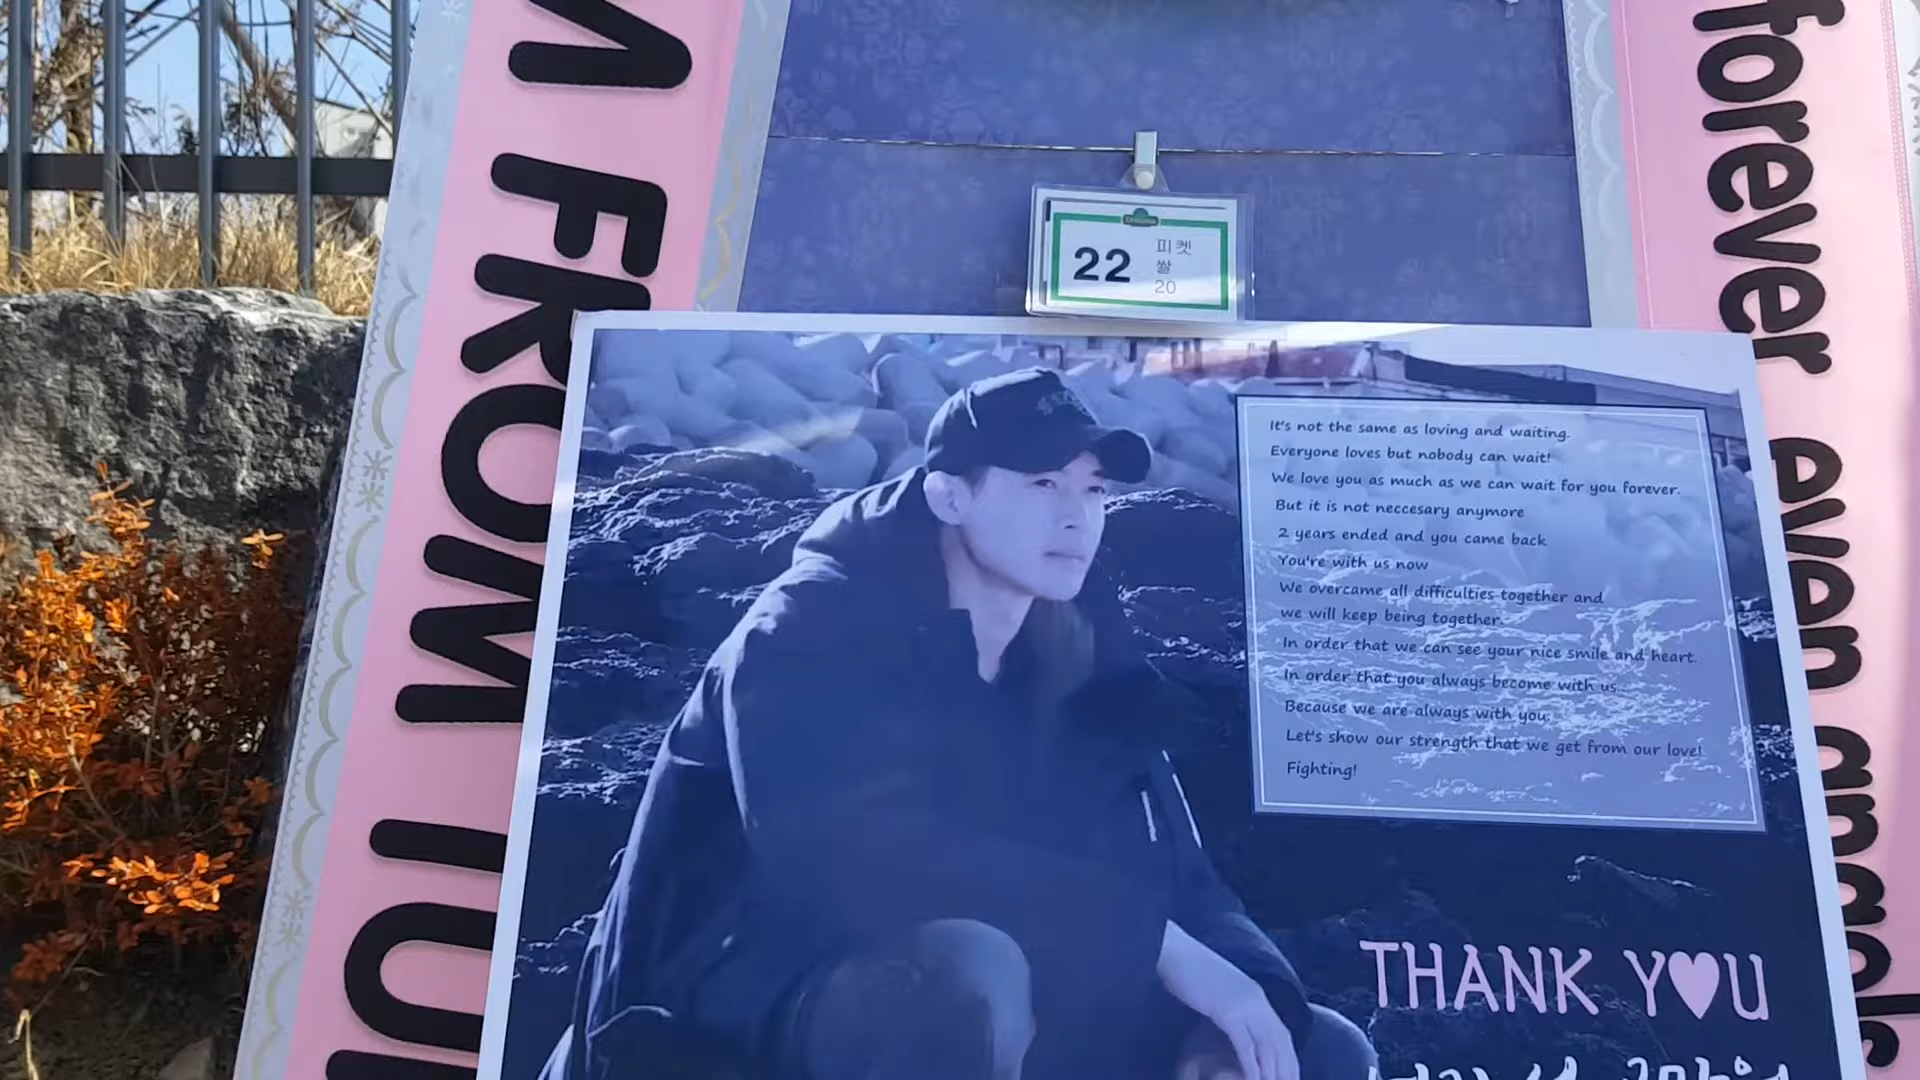 FROM TU
forever even angels
22
피켓
쌀
20
It's not the same as loving and waiting.
Everyone loves but nobody can wait!
We love you as much as we can wait for you forever.
But it is not neccesary anymore
2 years ended and you came back
You're with us now
We overcame all difficulties together and
we will keep being together.
In order that we can see your nice smile and heart.
In order that you always become with us
Because we are always with you.
Let's show our strength that we get from our love!
Fighting!
THANK Y♥U